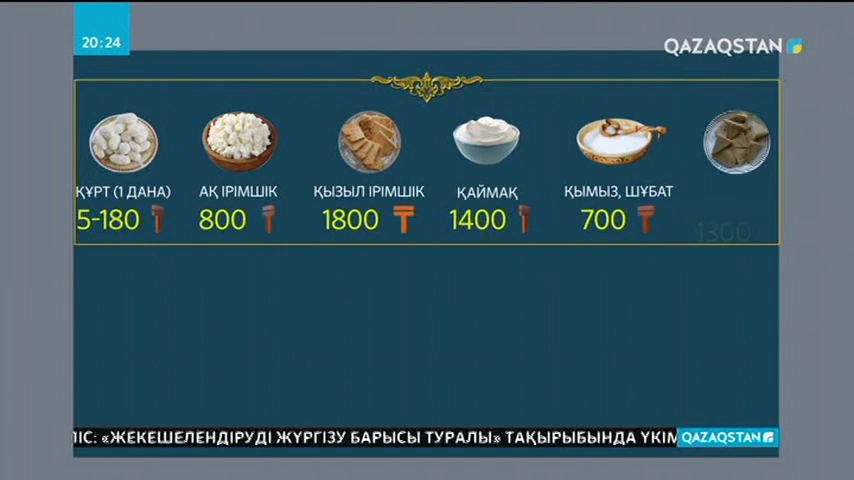 20:24
QAZAQSTAN
ҚҰРТ (1 ДАНА)
5-180 ₸
АҚ ІРІМШІК
800 ₸
ҚЫЗЫЛ ІРІМШІК
1800 ₸
ҚАЙМАҚ
1400 ₸
ҚЫМЫЗ, ШҰБАТ
700 ₸
1300
ІС: «ЖЕКЕШЕЛЕНДІРУДІ ЖҮРГІЗУ БАРЫСЫ ТУРАЛЫ» ТАҚЫРЫБЫНДА ҮКІМ
QAZAQSTAN